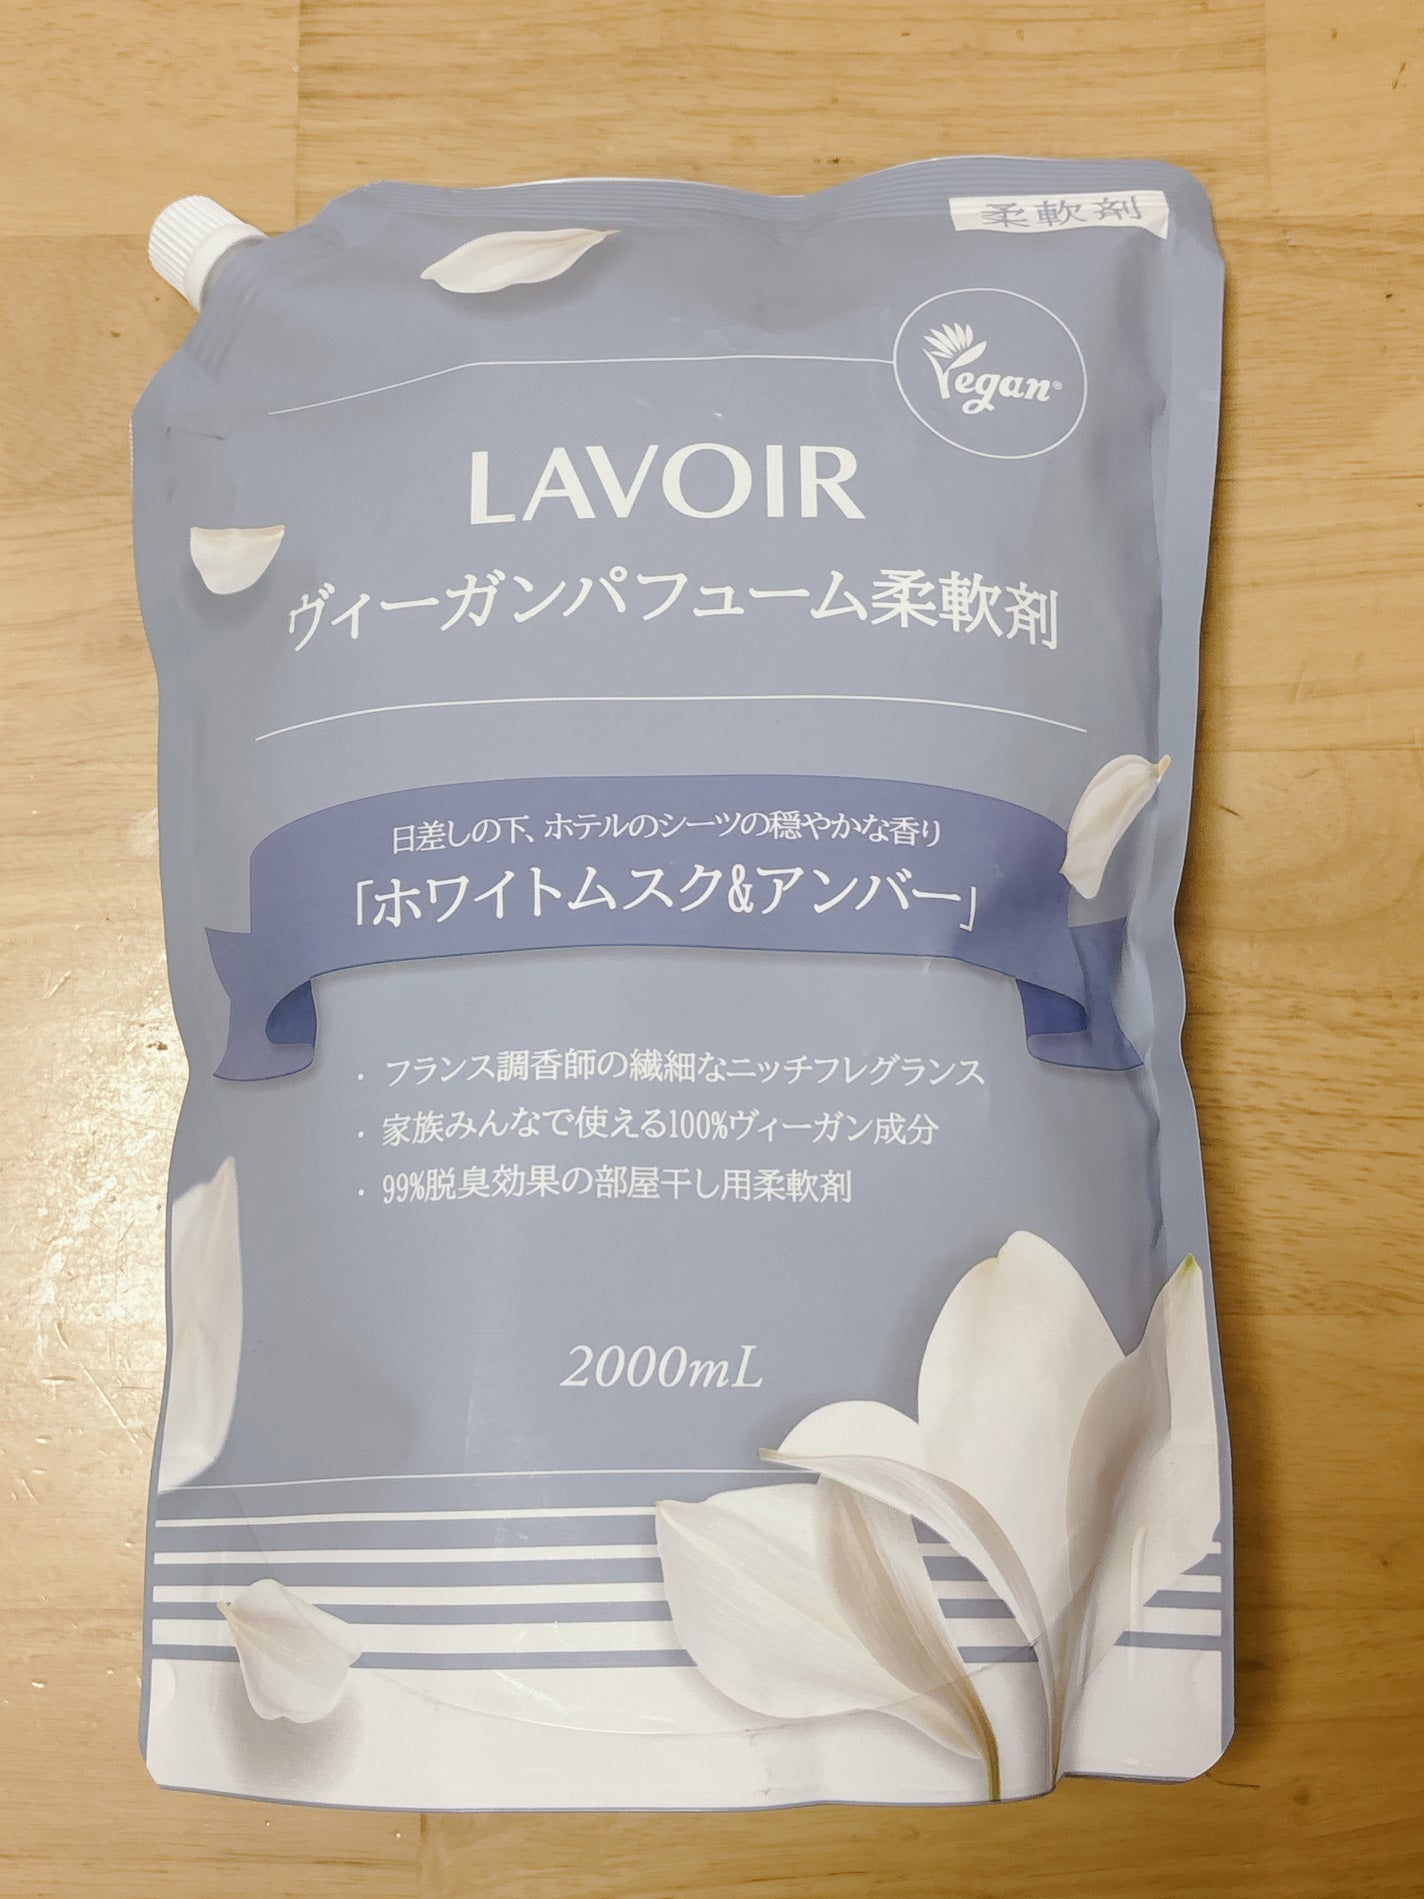 柔軟剤
Vegan®
LAVOIR
ヴィーガンパフューム柔軟剤
日差しの下、ホテルのシーツの穏やかな香り
「ホワイトムスク&アンバー」
・フランス調香師の繊細なニッチフレグランス
・家族みんなで使える100%ヴィーガン成分
・99%脱臭効果の部屋干し用柔軟剤
2000mL